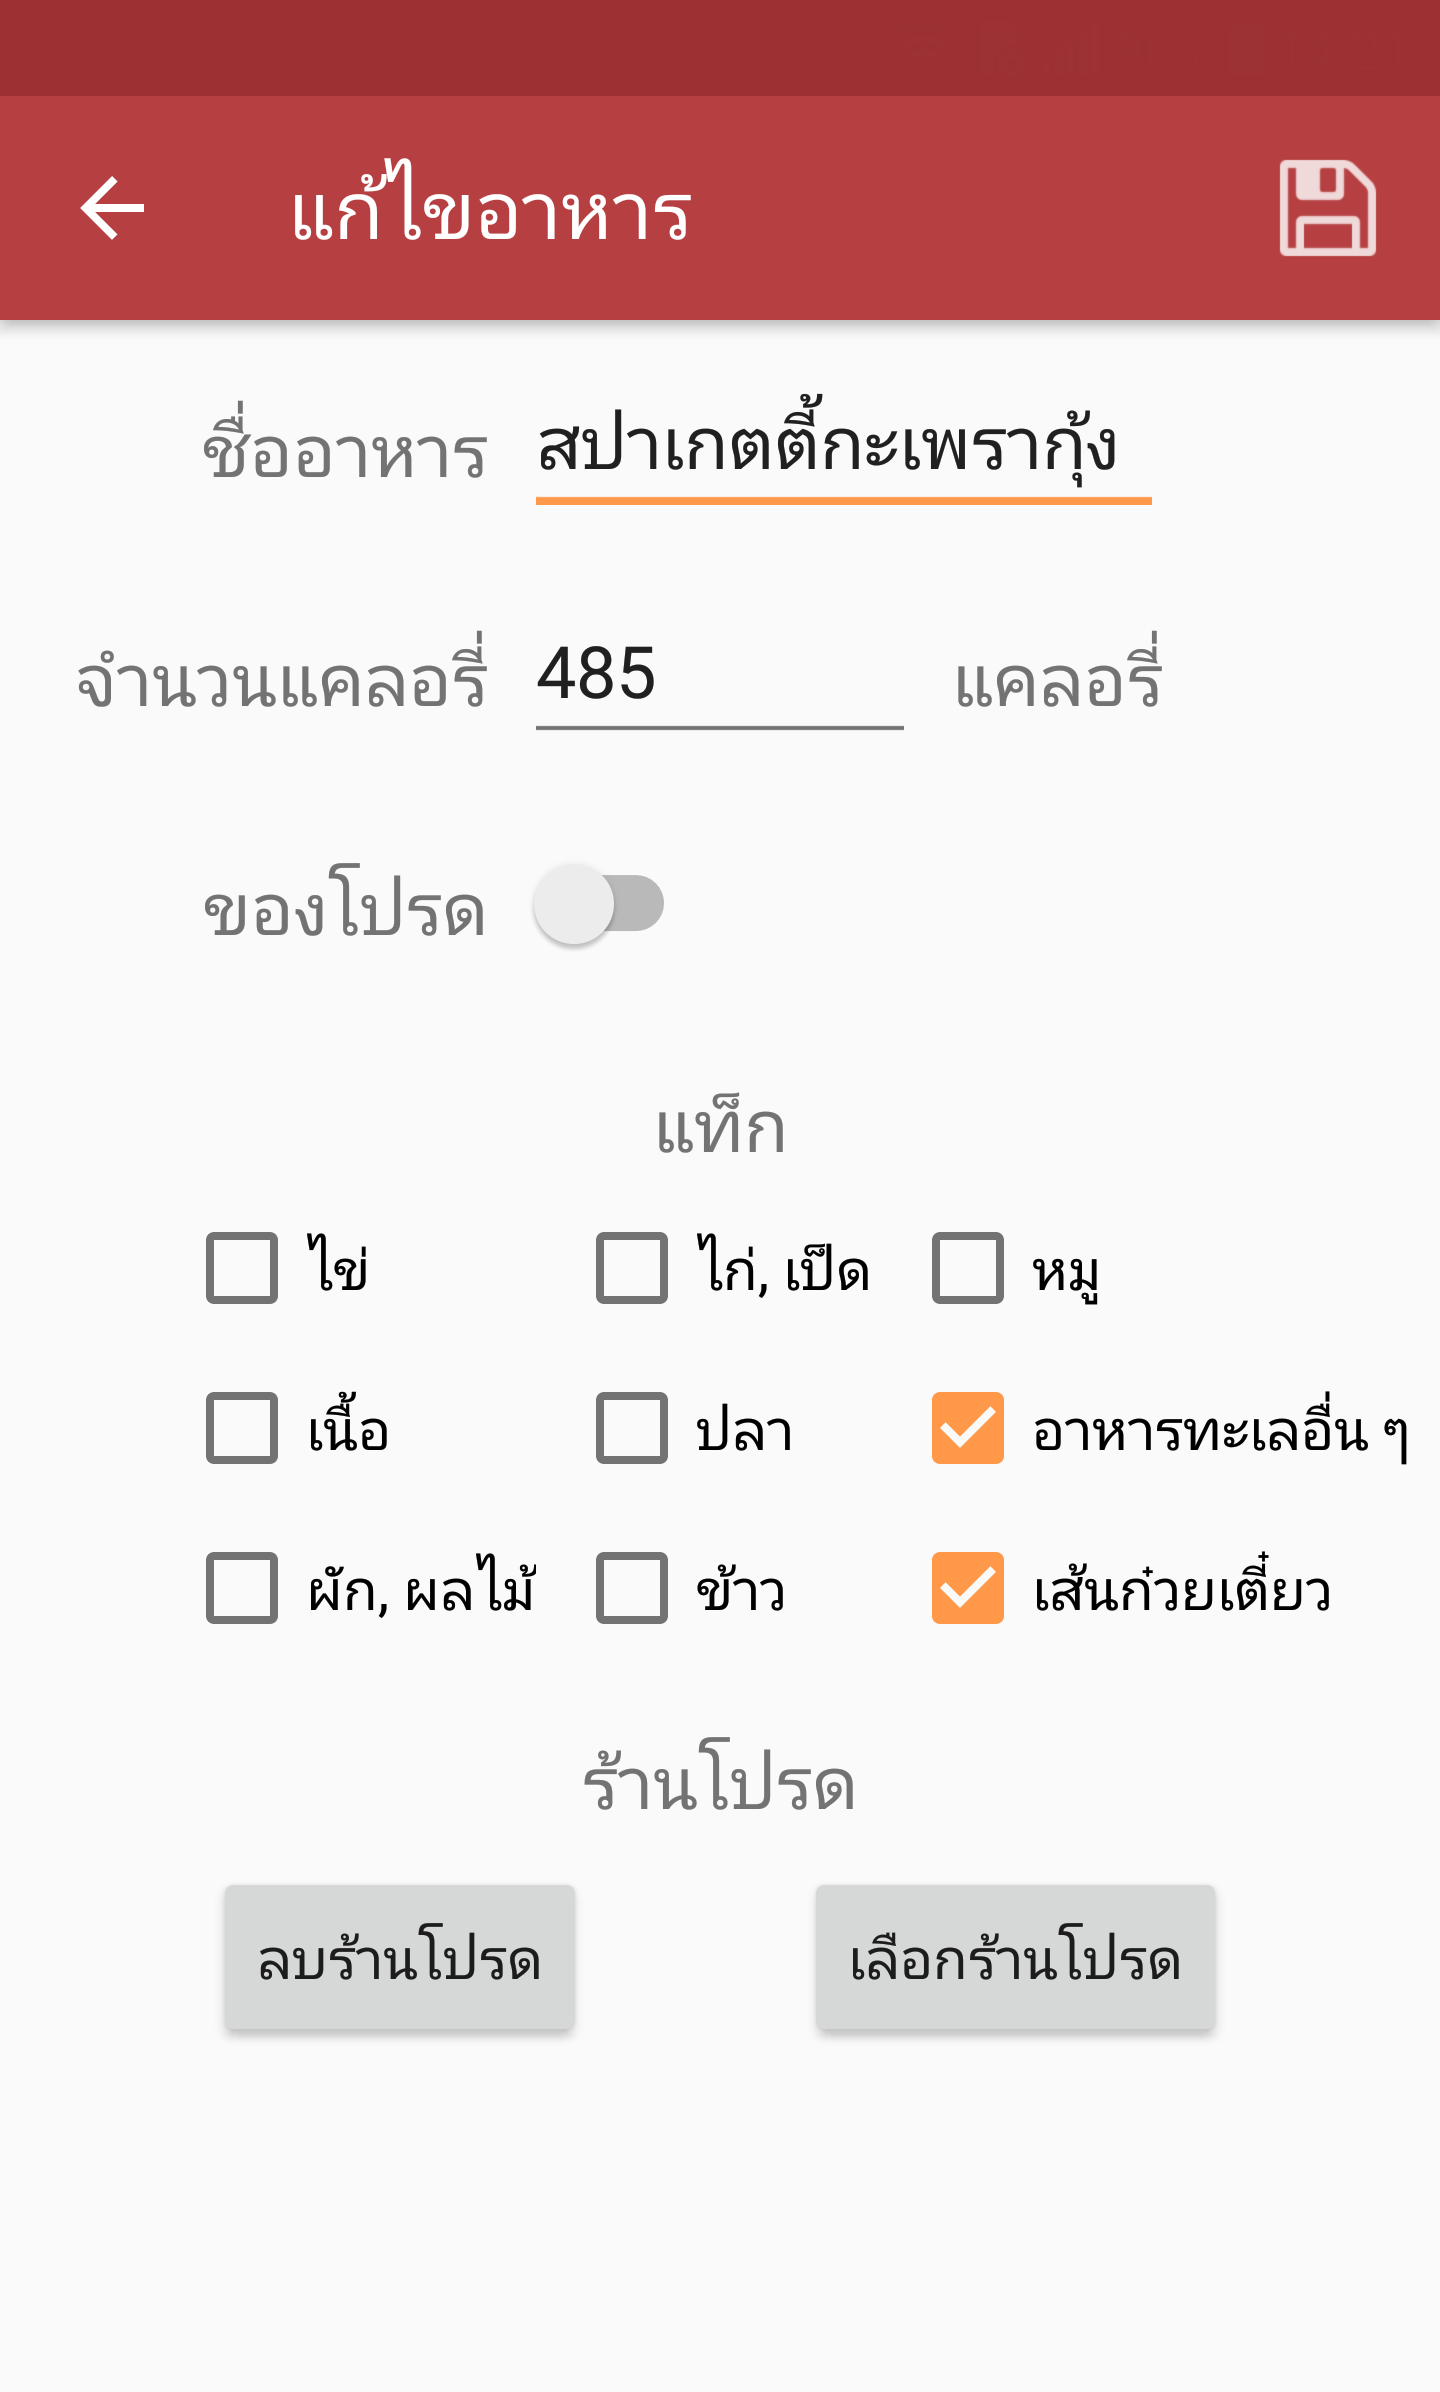 แก้ไขอาหาร
ชื่ออาหาร สปาเกตตี้กะเพรากุ้ง
จำนวนแคลอรี่ 485 แคลอรี่
ของโปรด
แท็ก
ไข่ ไก่, เป็ด หมู
เนื้อ ปลา อาหารทะเลอื่น ๆ
ผัก, ผลไม้ ข้าว เส้นก๋วยเตี๋ยว
ร้านโปรด
ลบร้านโปรด เลือกร้านโปรด